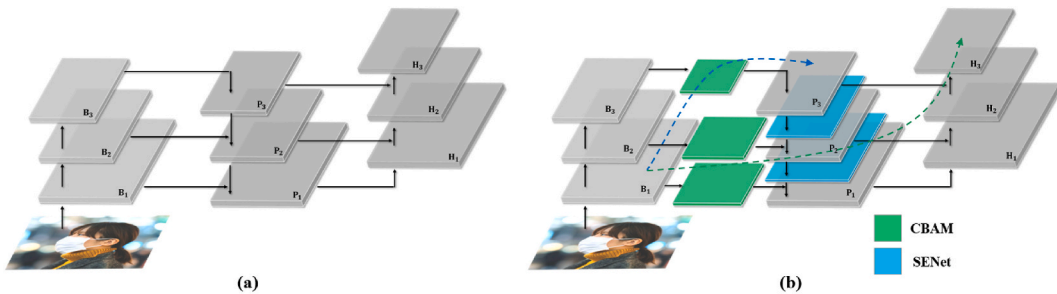 B₃
B₂
B₁
P₃
P₂
P₁
H₃
H₂
H₁
(a)
B₃
B₂
B₁
P₃
P₂
P₁
H₃
H₂
H₁
CBAM
SENet
(b)